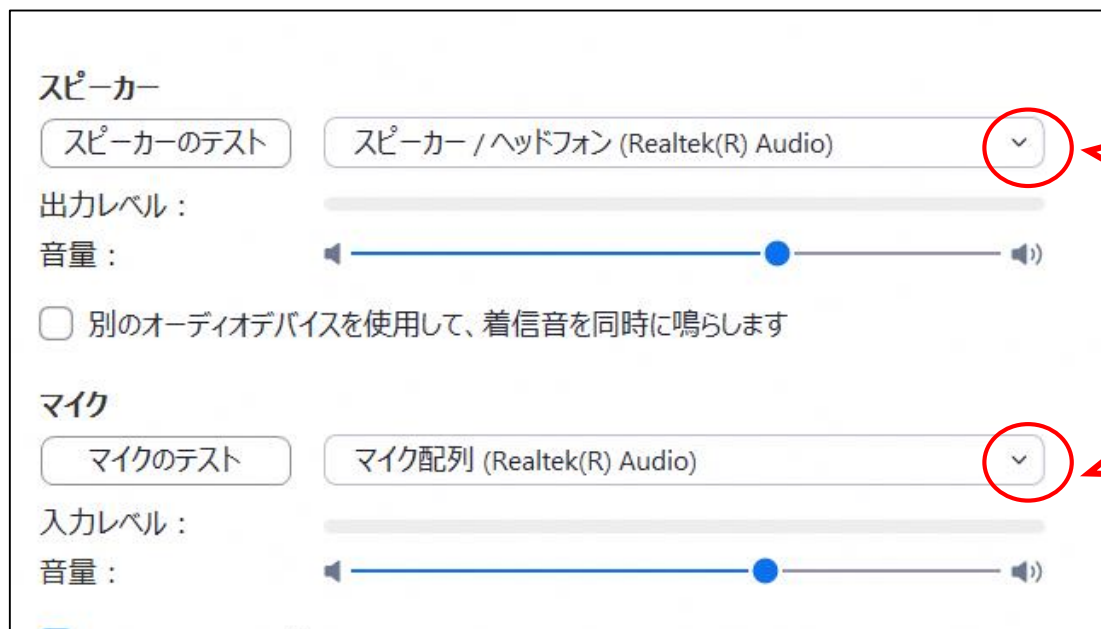 スピーカー
スピーカーのテスト スピーカー / ヘッドフォン (Realtek(R) Audio)
出力レベル：
音量：
別のオーディオデバイスを使用して、着信音を同時に鳴らします
マイク
マイクのテスト マイク配列 (Realtek(R) Audio)
入力レベル：
音量：